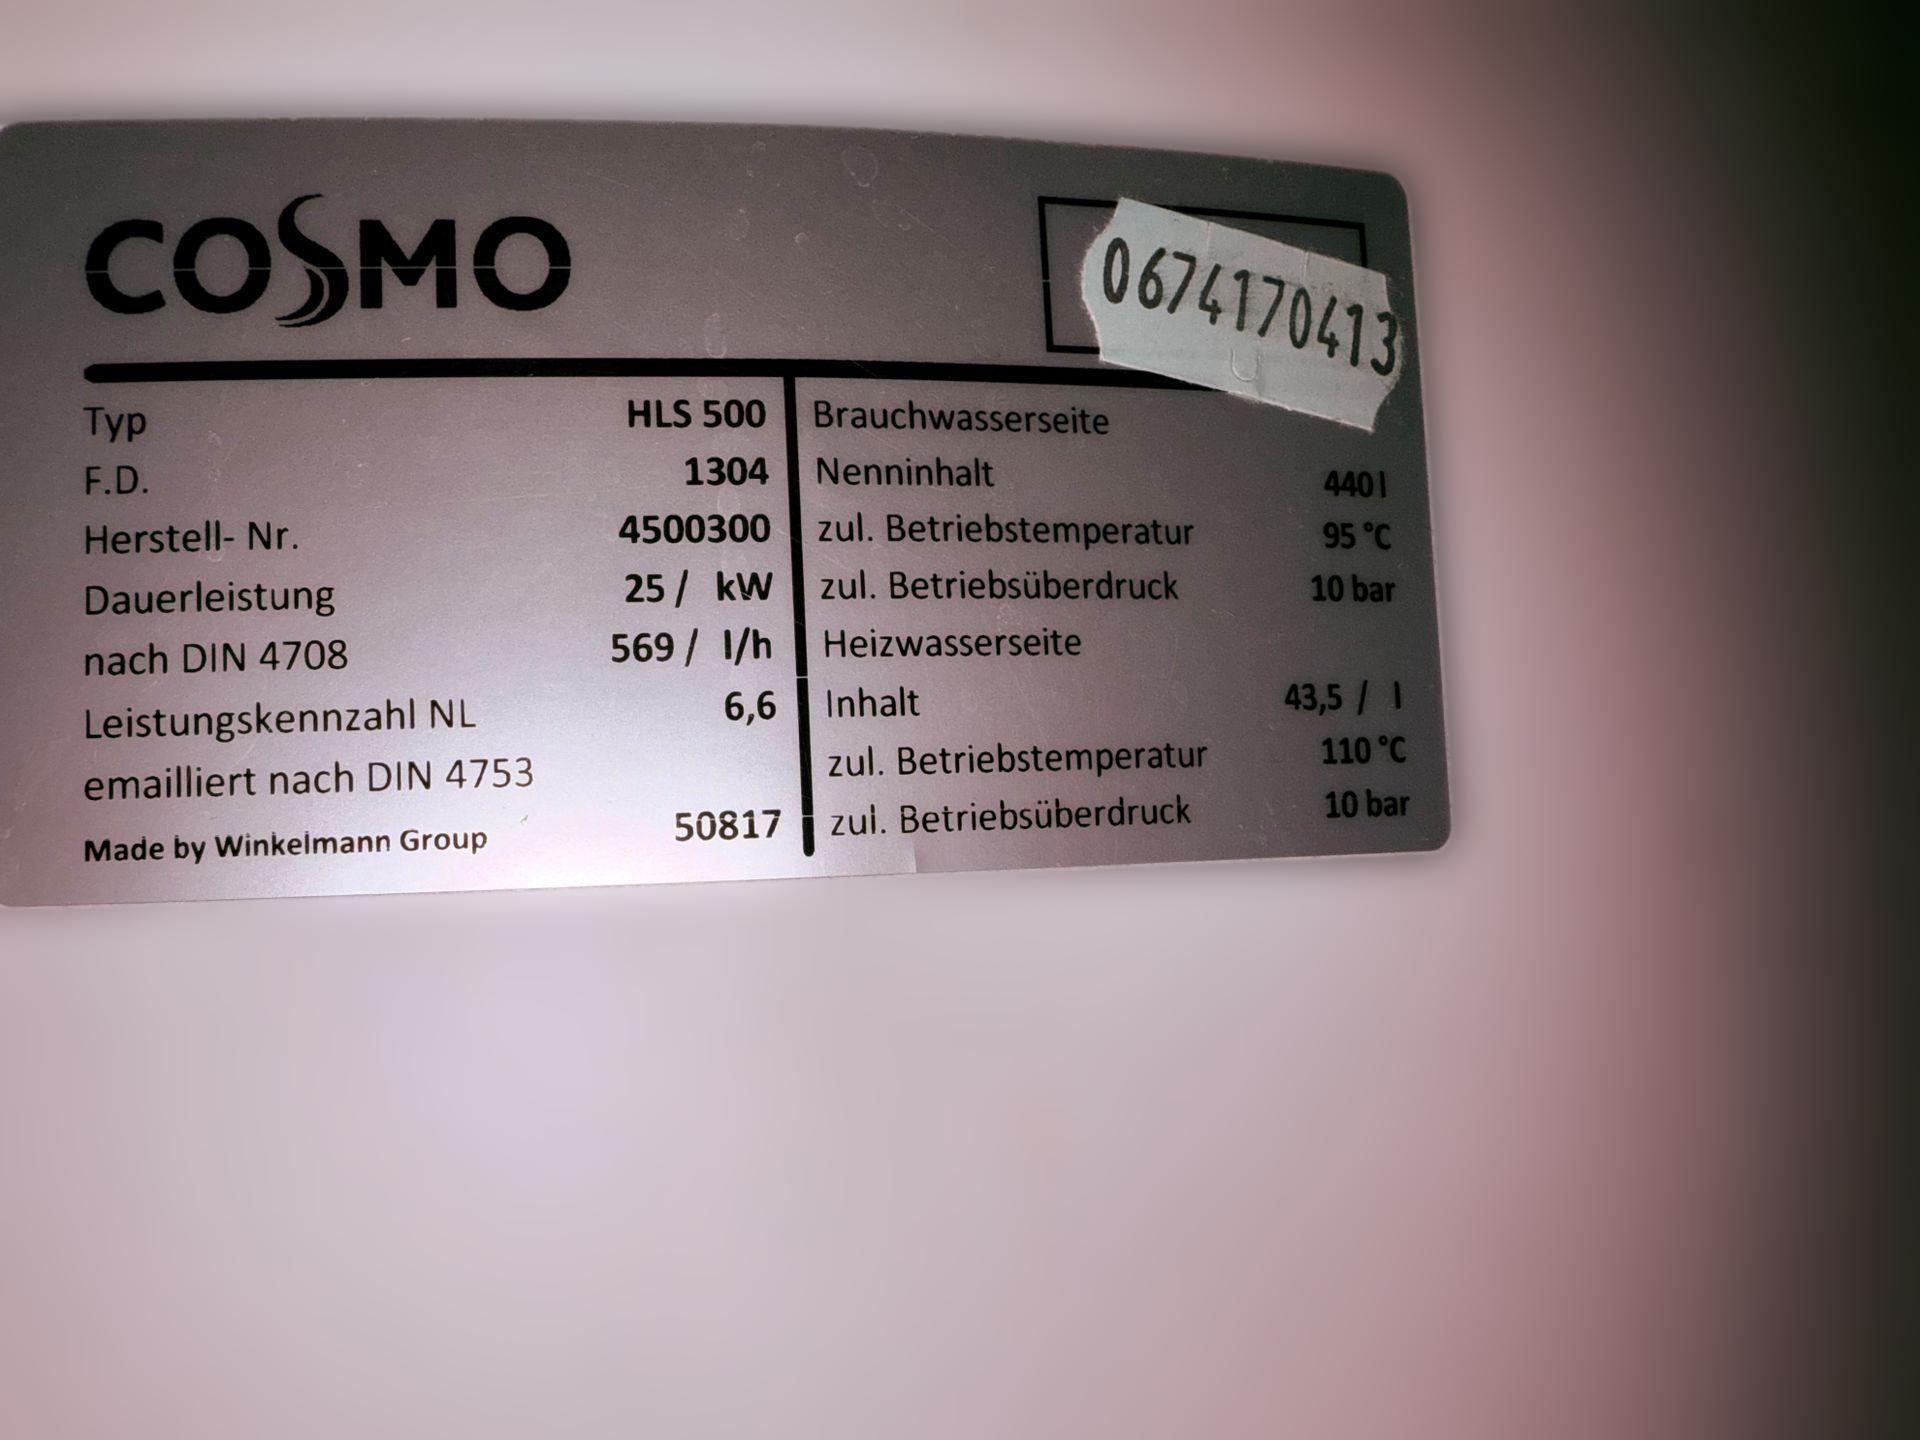 COSMO
0674170413
Typ HLS 500
F.D. 1304
Herstell- Nr. 4500300
Dauerleistung 25 / kW
nach DIN 4708 569 / l/h
Leistungskennzahl NL 6,6
emailliert nach DIN 4753
Made by Winkelmann Group 50817
Brauchwasserseite
Nenninhalt 440 l
zul. Betriebstemperatur 95 °C
zul. Betriebsüberdruck 10 bar
Heizwasserseite
Inhalt 43,5 / l
zul. Betriebstemperatur 110 °C
zul. Betriebsüberdruck 10 bar